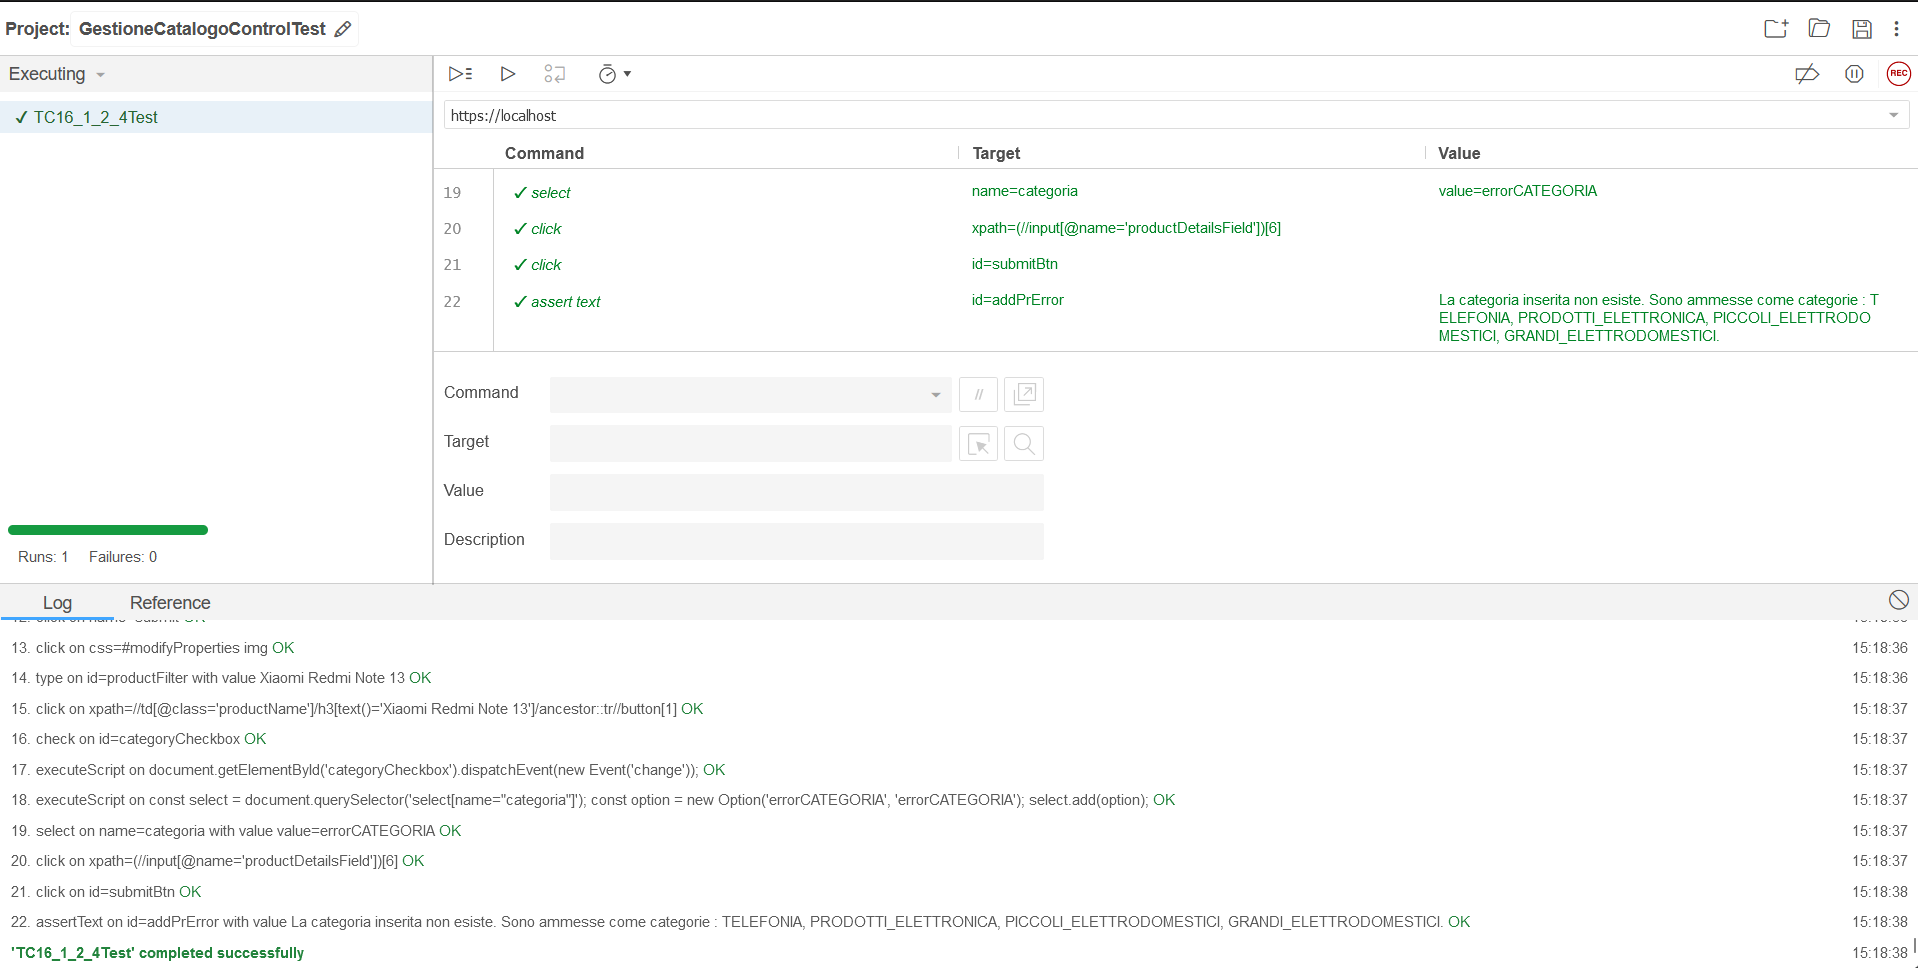 Project: GestioneCatalogoControlTest
Executing
TC16_1_2_4Test
REC
https://localhost
Command Target Value
19 select name=categoria value=errorCATEGORIA
20 click xpath=(//input[@name='productDetailsField'])[6]
21 click id=submitBtn
22 assert text id=addPrError La categoria inserita non esiste. Sono ammesse come categorie : T
ELEFONIA, PRODOTTI_ELETTRONICA, PICCOLI_ELETTRODO
MESTICI, GRANDI_ELETTRODOMESTICI.
Command
//
Target
Value
Description
Runs: 1 Failures: 0
Log Reference
13. click on css=#modifyProperties img OK 15:18:36
14. type on id=productFilter with value Xiaomi Redmi Note 13 OK 15:18:36
15. click on xpath=//td[@class='productName']/h3[text()='Xiaomi Redmi Note 13']/ancestor::tr//button[1] OK 15:18:37
16. check on id=categoryCheckbox OK 15:18:37
17. executeScript on document.getElementById('categoryCheckbox').dispatchEvent(new Event('change')); OK 15:18:37
18. executeScript on const select = document.querySelector('select[name="categoria"]'); const option = new Option('errorCATEGORIA', 'errorCATEGORIA'); select.add(option); OK 15:18:37
19. select on name=categoria with value value=errorCATEGORIA OK 15:18:37
20. click on xpath=(//input[@name='productDetailsField'])[6] OK 15:18:37
21. click on id=submitBtn OK 15:18:38
22. assertText on id=addPrError with value La categoria inserita non esiste. Sono ammesse come categorie : TELEFONIA, PRODOTTI_ELETTRONICA, PICCOLI_ELETTRODOMESTICI, GRANDI_ELETTRODOMESTICI. OK 15:18:38
'TC16_1_2_4Test' completed successfully 15:18:38